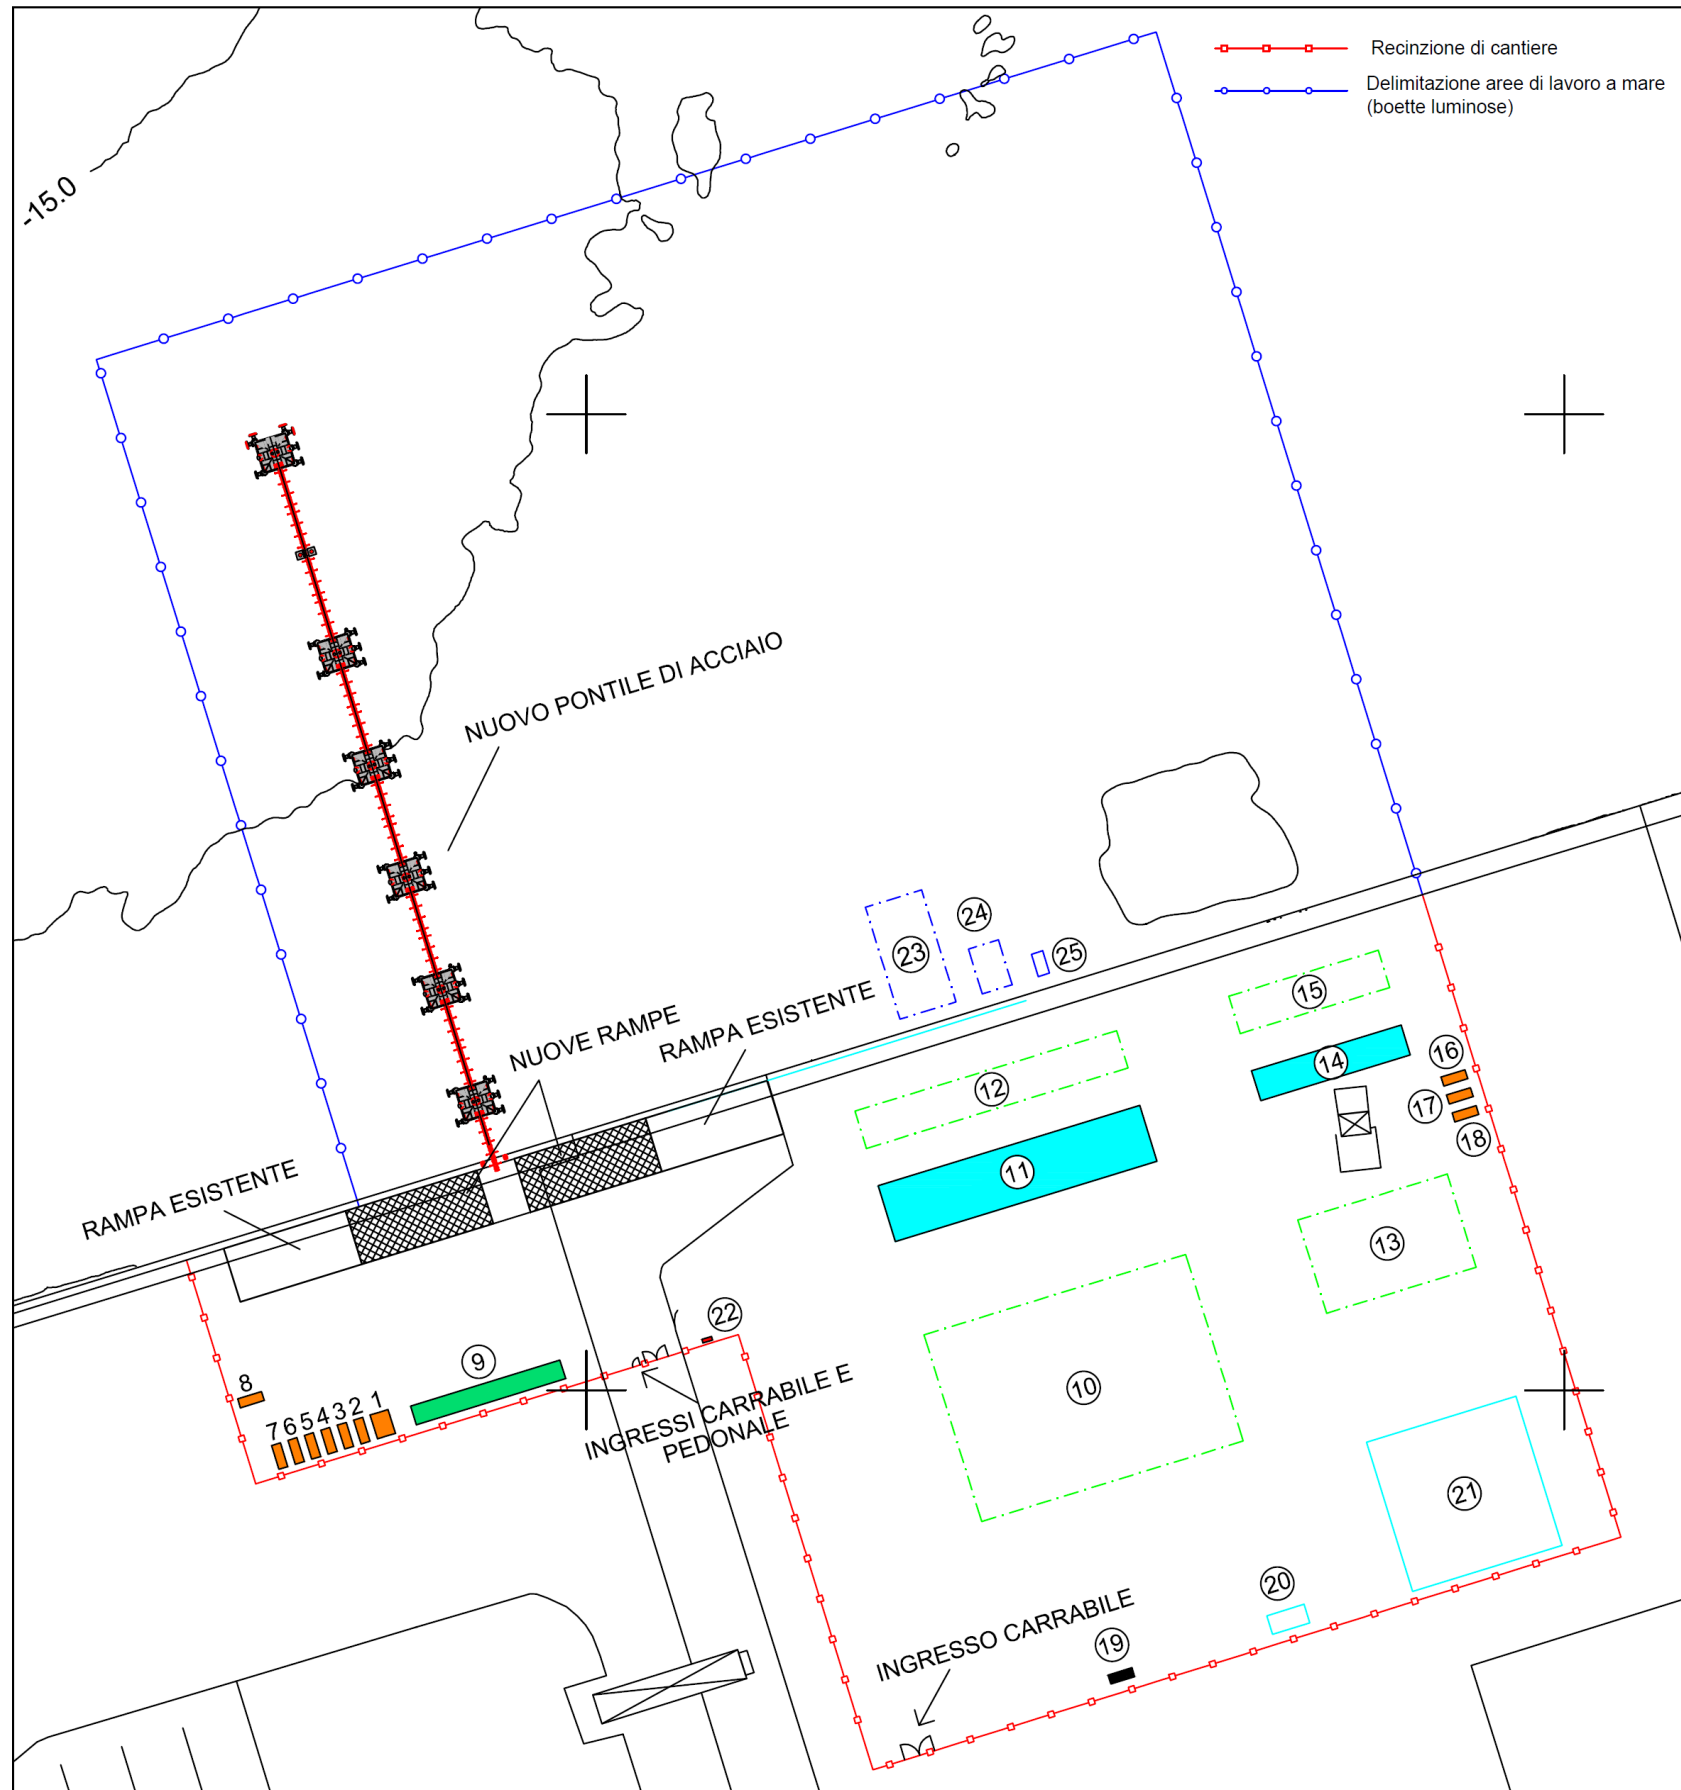 Recinzione di cantiere
Delimitazione aree di lavoro a mare
(boette luminose)
-15.0
NUOVO PONTILE DI ACCIAIO
24
23
25
15
NUOVE RAMPE
RAMPA ESISTENTE
16
14
12
17
18
11
RAMPA ESISTENTE
13
22
9
8
7 6 5 4 3 2 1
10
INGRESSI CARRABILE E
PEDONALE
21
20
INGRESSO CARRABILE
19